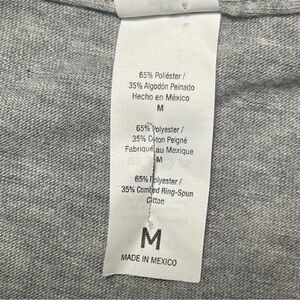 65% Poliéster /
35% Algodón Peinado
Hecho en México
M
65% Polyester /
35% Coton Peigné
Fabriqué au Mexique
M
65% Polyester /
35% Combed Ring-Spun
Cotton
M
MADE IN MEXICO